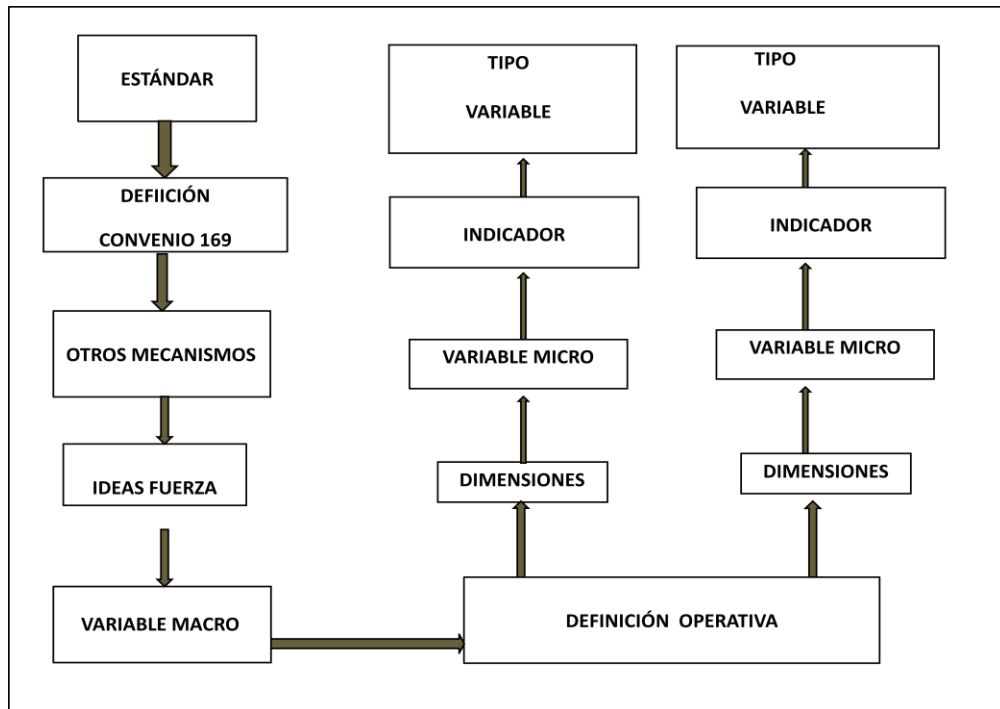 ESTÁNDAR
DEFIICIÓN
CONVENIO 169
OTROS MECANISMOS
IDEAS FUERZA
VARIABLE MACRO
DEFINICIÓN OPERATIVA
DIMENSIONES
VARIABLE MICRO
INDICADOR
TIPO
VARIABLE
DIMENSIONES
VARIABLE MICRO
INDICADOR
TIPO
VARIABLE